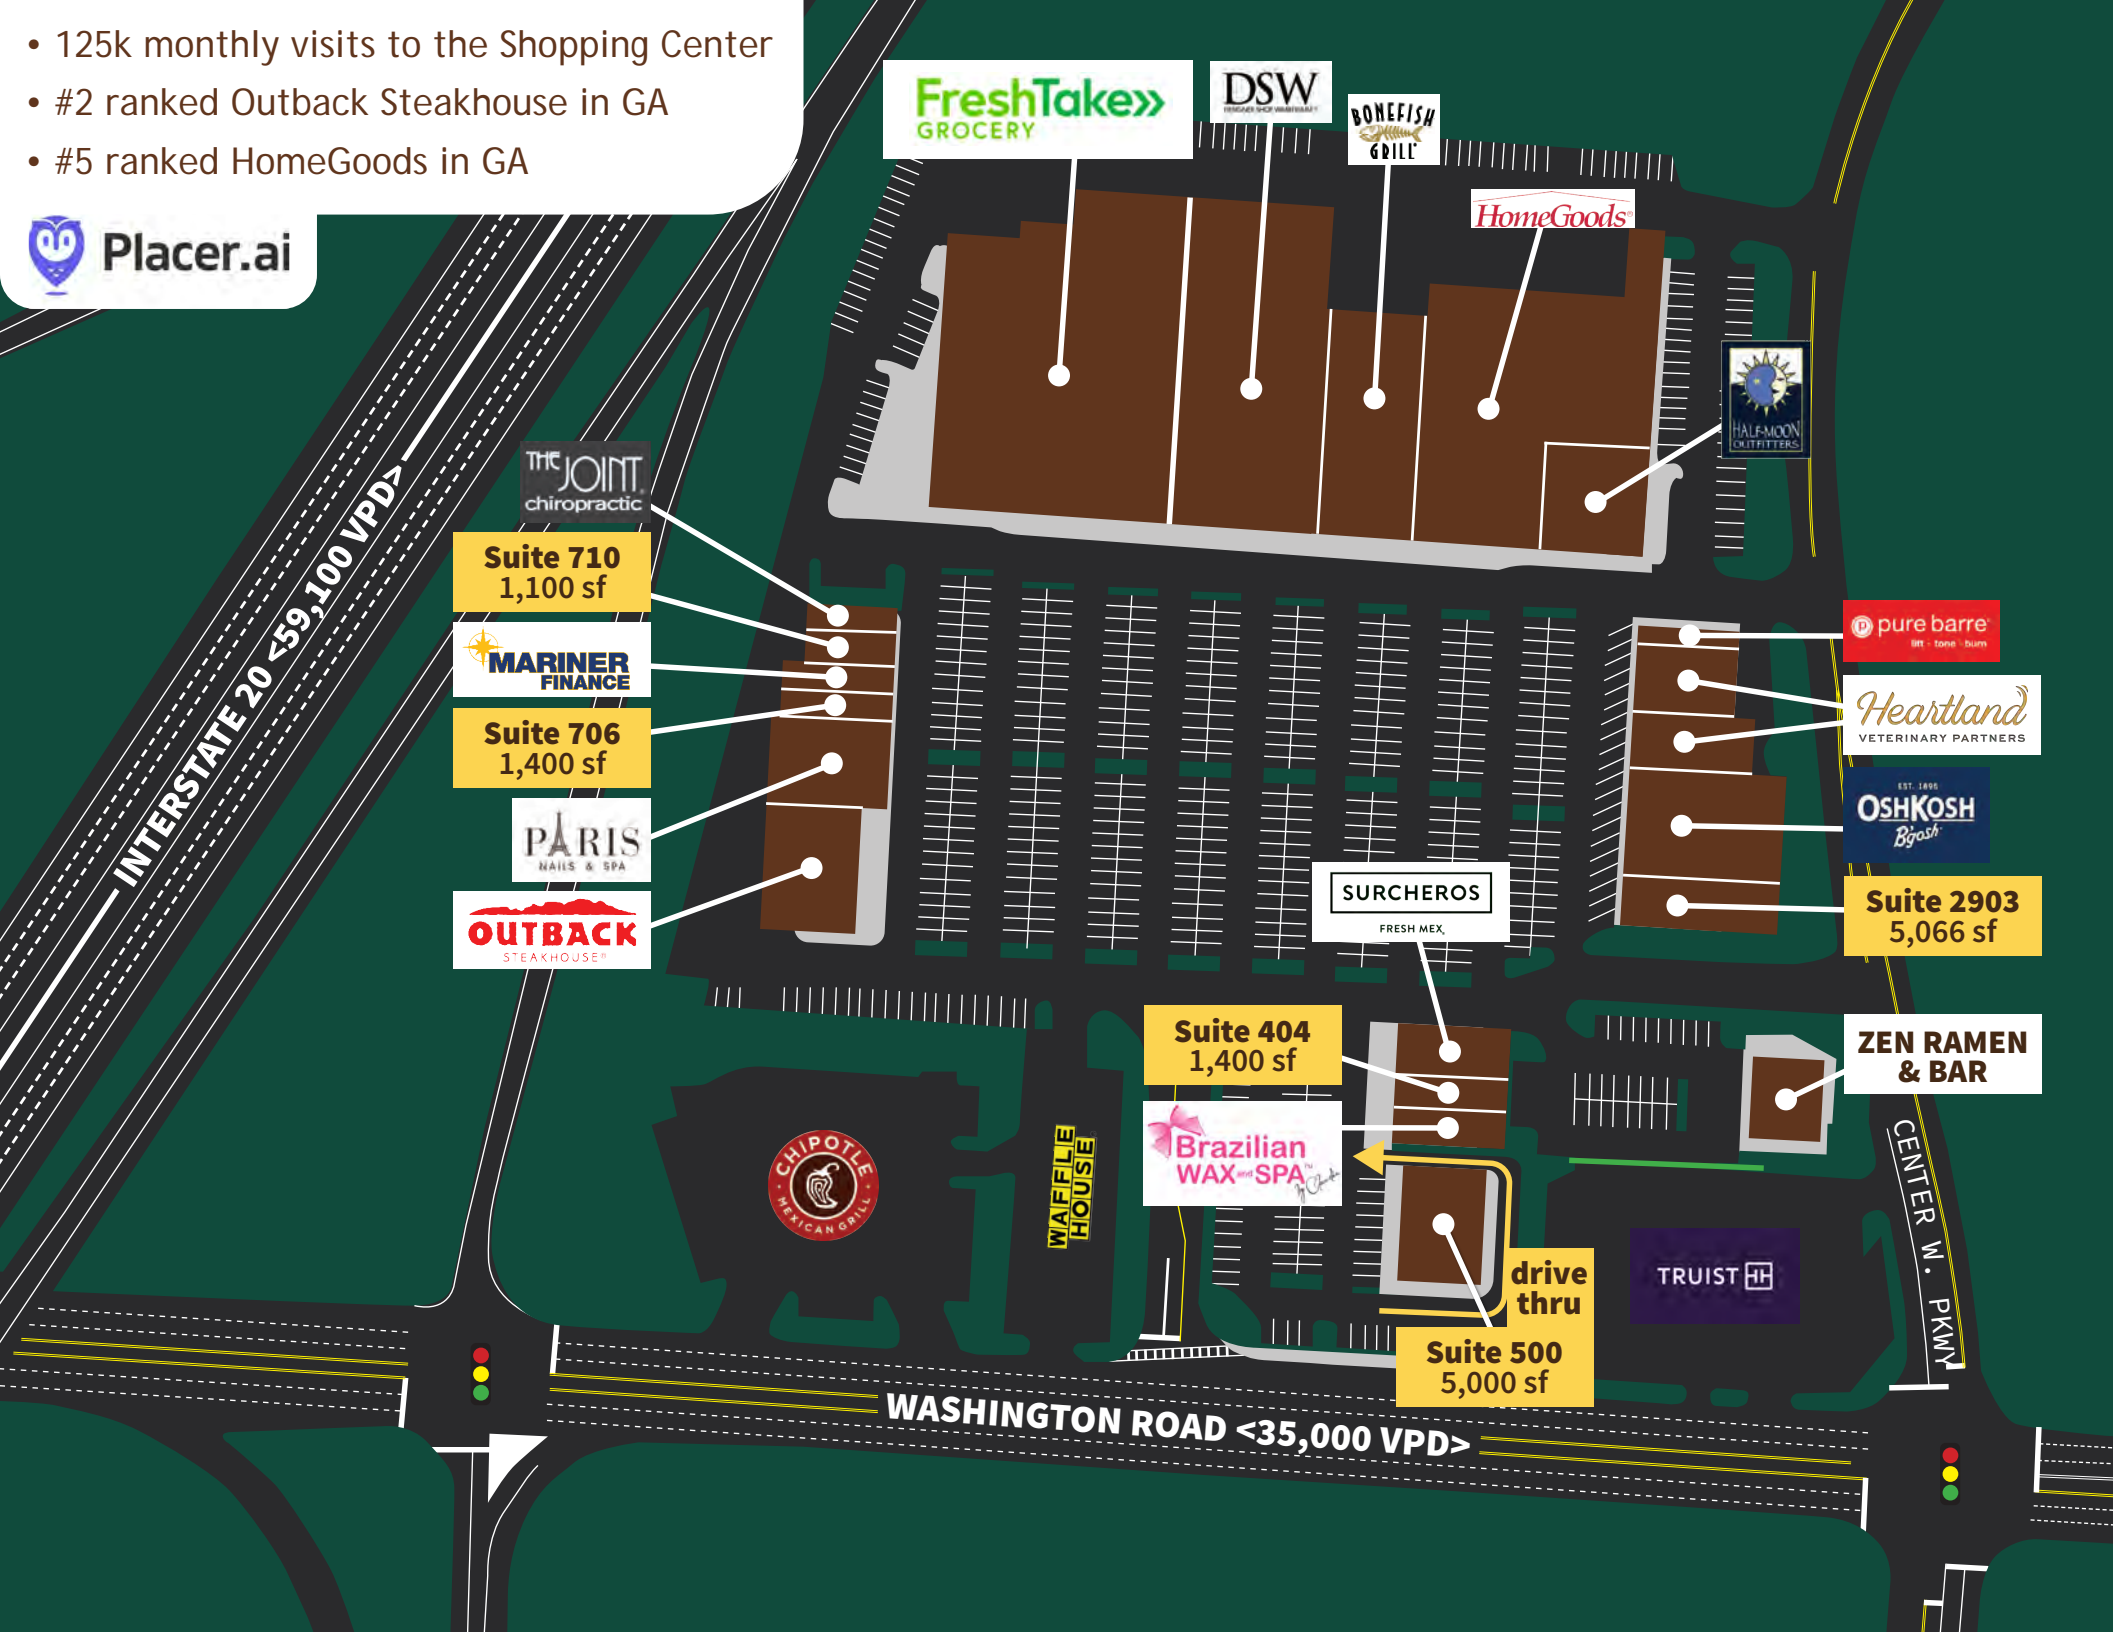 • 125k monthly visits to the Shopping Center
• #2 ranked Outback Steakhouse in GA
• #5 ranked HomeGoods in GA
Placer.ai
FreshTake»
GROCERY
DSW
BONEFISH
GRILL
HomeGoods
HALF-MOON
OUTFITTERS
THE JOINT
chiropractic
Suite 710
1,100 sf
MARINER
FINANCE
Suite 706
1,400 sf
PARIS
NAILS & SPA
OUTBACK
STEAKHOUSE®
INTERSTATE 20 <59,100 VPD>
pure barre
lift - tone - burn
Heartland
VETERINARY PARTNERS
EST. 1895
OSHKOSH
B'gosh
Suite 2903
5,066 sf
SURCHEROS
FRESH MEX
Suite 404
1,400 sf
ZEN RAMEN
& BAR
Brazilian
WAX and SPA
CHIPOTLE
MEXICAN GRILL
WAFFLE
HOUSE
TRUIST
drive
thru
Suite 500
5,000 sf
CENTER W. PKWY
WASHINGTON ROAD <35,000 VPD>